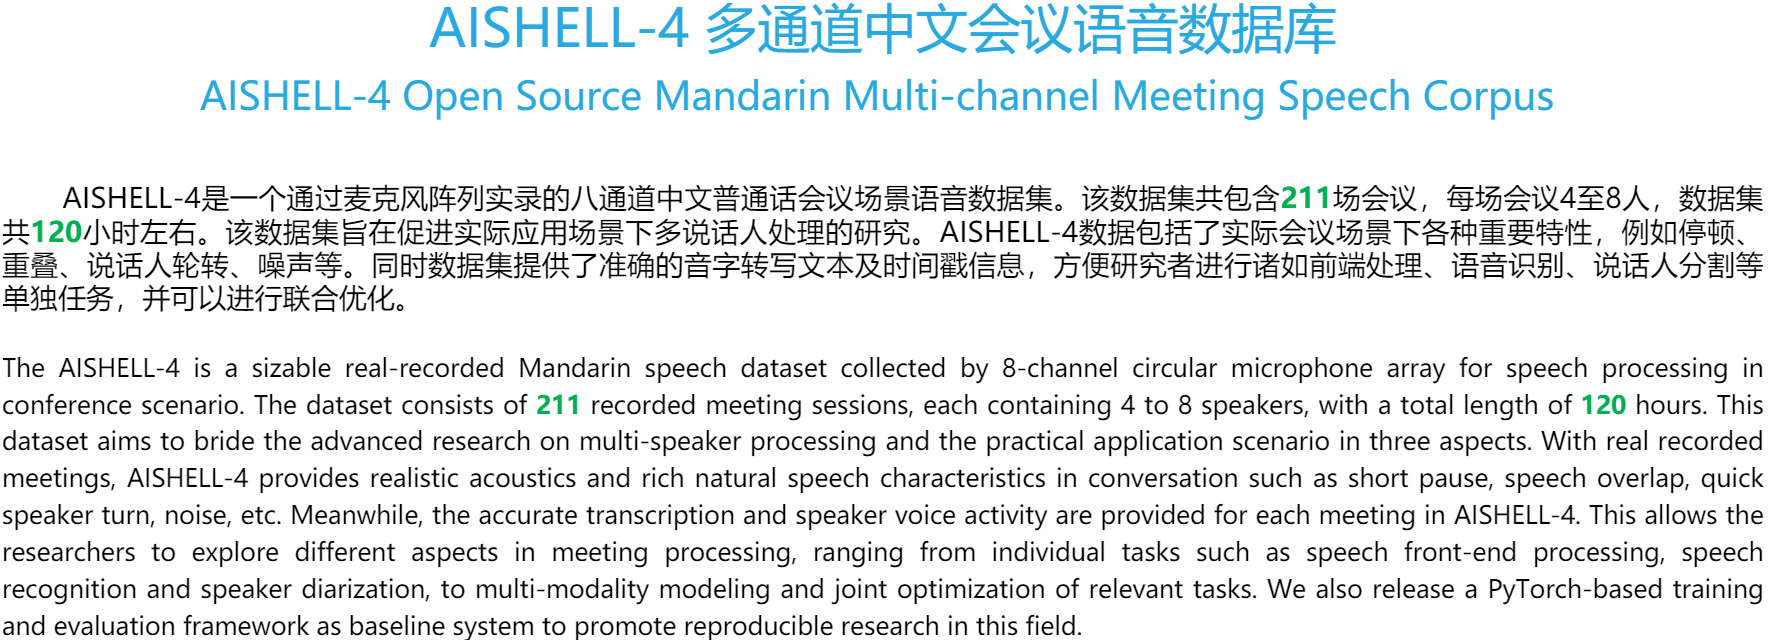 AISHELL-4 多通道中文会议语音数据库
AISHELL-4 Open Source Mandarin Multi-channel Meeting Speech Corpus
AISHELL-4是一个通过麦克风阵列实录的八通道中文普通话会议场景语音数据集。该数据集共包含211场会议，每场会议4至8人，数据集
共120小时左右。该数据集旨在促进实际应用场景下多说话人处理的研究。AISHELL-4数据包括了实际会议场景下各种重要特性，例如停顿、
重叠、说话人轮转、噪声等。同时数据集提供了准确的音字转写文本及时间戳信息，方便研究者进行诸如前端处理、语音识别、说话人分割等
单独任务，并可以进行联合优化。
The AISHELL-4 is a sizable real-recorded Mandarin speech dataset collected by 8-channel circular microphone array for speech processing in
conference scenario. The dataset consists of 211 recorded meeting sessions, each containing 4 to 8 speakers, with a total length of 120 hours. This
dataset aims to bride the advanced research on multi-speaker processing and the practical application scenario in three aspects. With real recorded
meetings, AISHELL-4 provides realistic acoustics and rich natural speech characteristics in conversation such as short pause, speech overlap, quick
speaker turn, noise, etc. Meanwhile, the accurate transcription and speaker voice activity are provided for each meeting in AISHELL-4. This allows the
researchers to explore different aspects in meeting processing, ranging from individual tasks such as speech front-end processing, speech
recognition and speaker diarization, to multi-modality modeling and joint optimization of relevant tasks. We also release a PyTorch-based training
and evaluation framework as baseline system to promote reproducible research in this field.